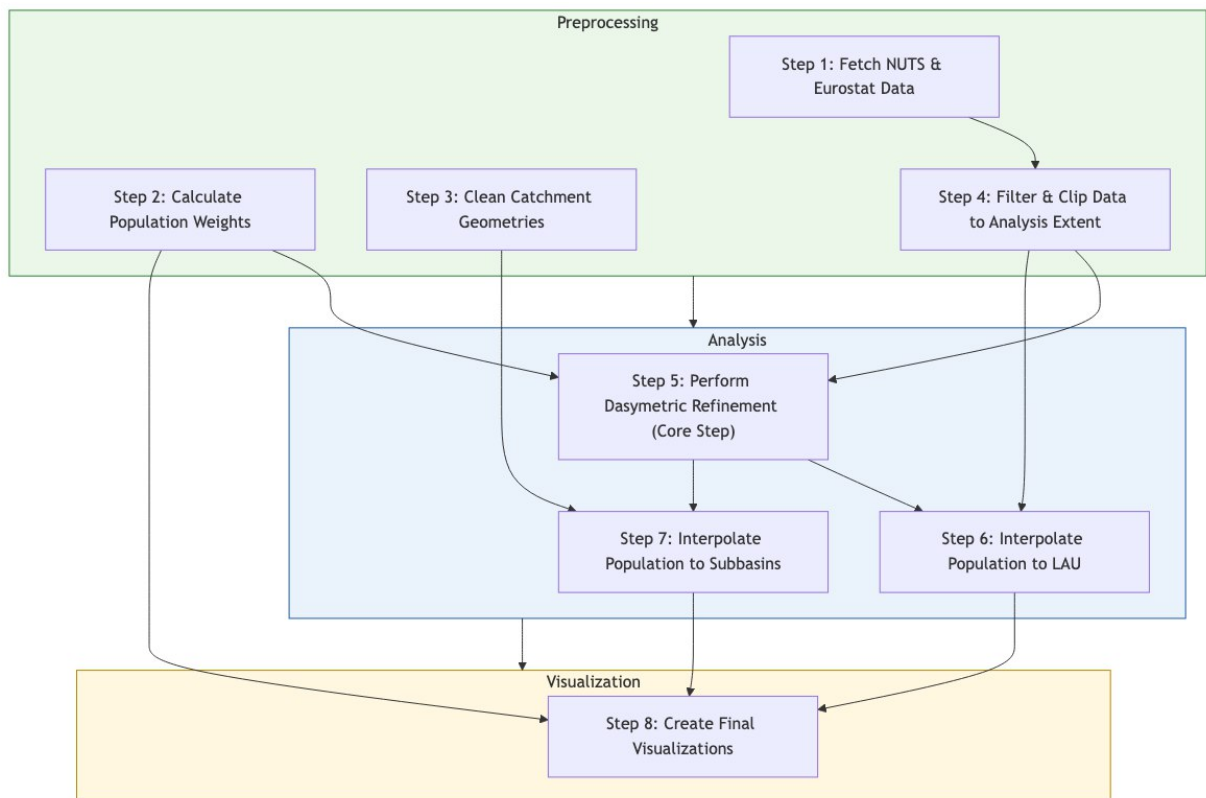 Preprocessing
Step 1: Fetch NUTS &
Eurostat Data
Step 2: Calculate
Population Weights
Step 3: Clean Catchment
Geometries
Step 4: Filter & Clip Data
to Analysis Extent
Analysis
Step 5: Perform
Dasymetric Refinement
(Core Step)
Step 7: Interpolate
Population to Subbasins
Step 6: Interpolate
Population to LAU
Visualization
Step 8: Create Final
Visualizations